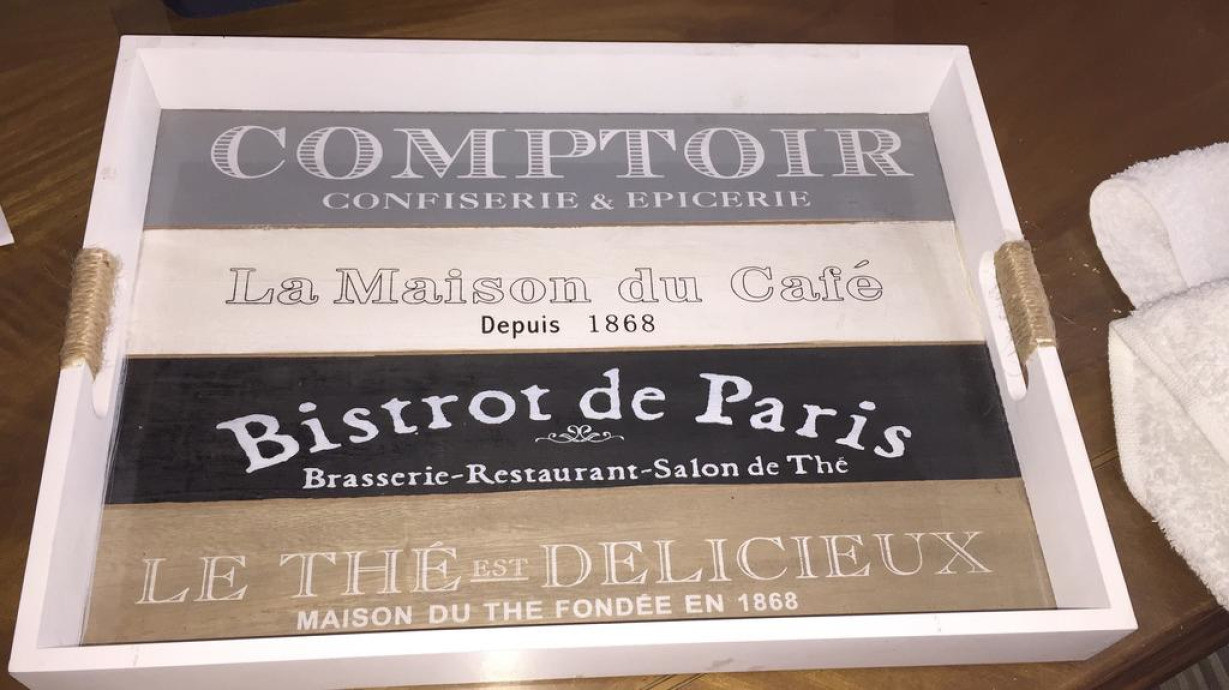 COMPTOIR
CONFISERIE & EPICERIE
La Maison du Café
Depuis 1868
Bistrot de Paris
Brasserie-Restaurant-Salon de Thé
LE THÉ EST DELICIEUX
MAISON DU THE FONDÉE EN 1868